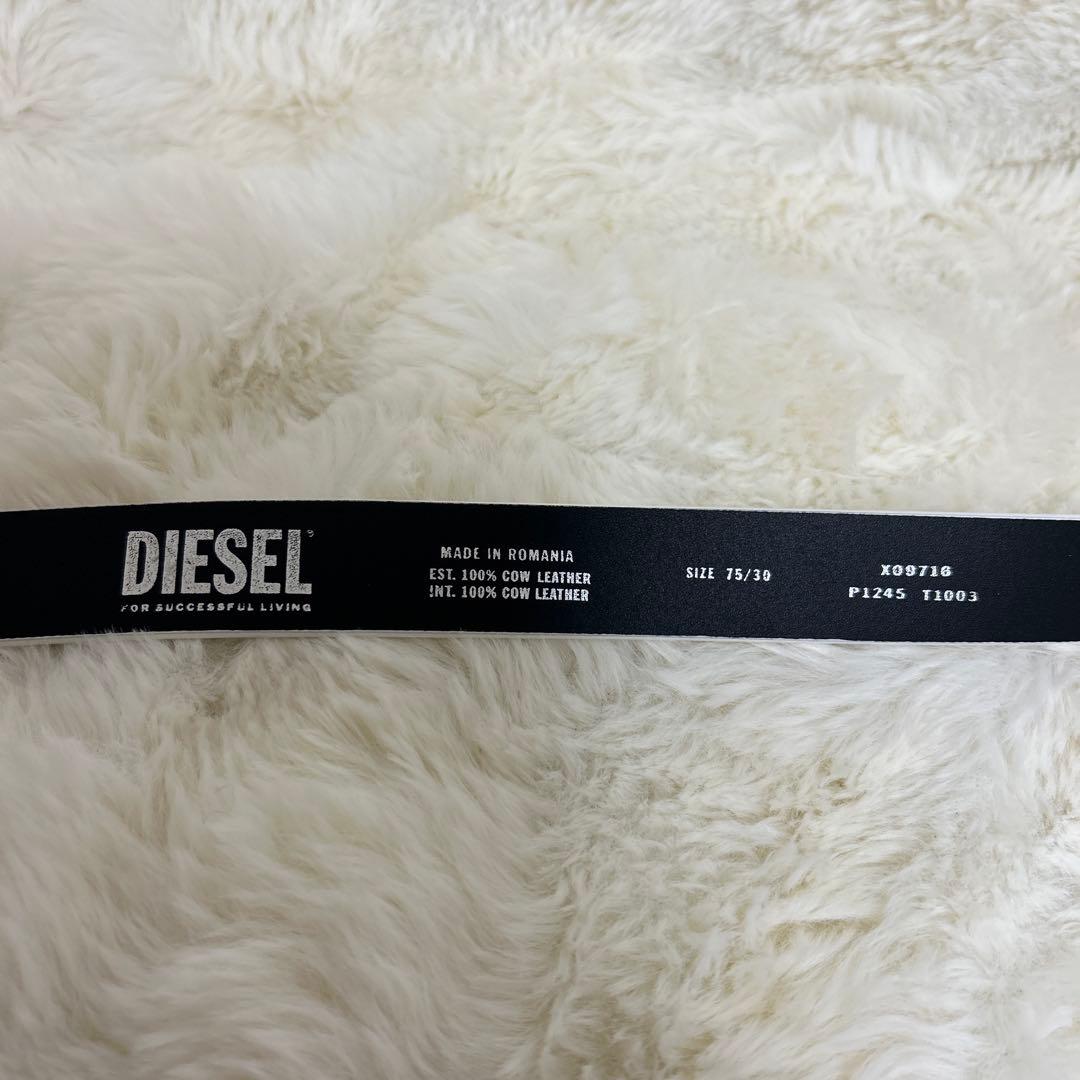 DIESEL
FOR SUCCESSFUL LIVING
MADE IN ROMANIA
EST. 100% COW LEATHER
INT. 100% COW LEATHER
SIZE 75/30
X09716
P1245 T1003